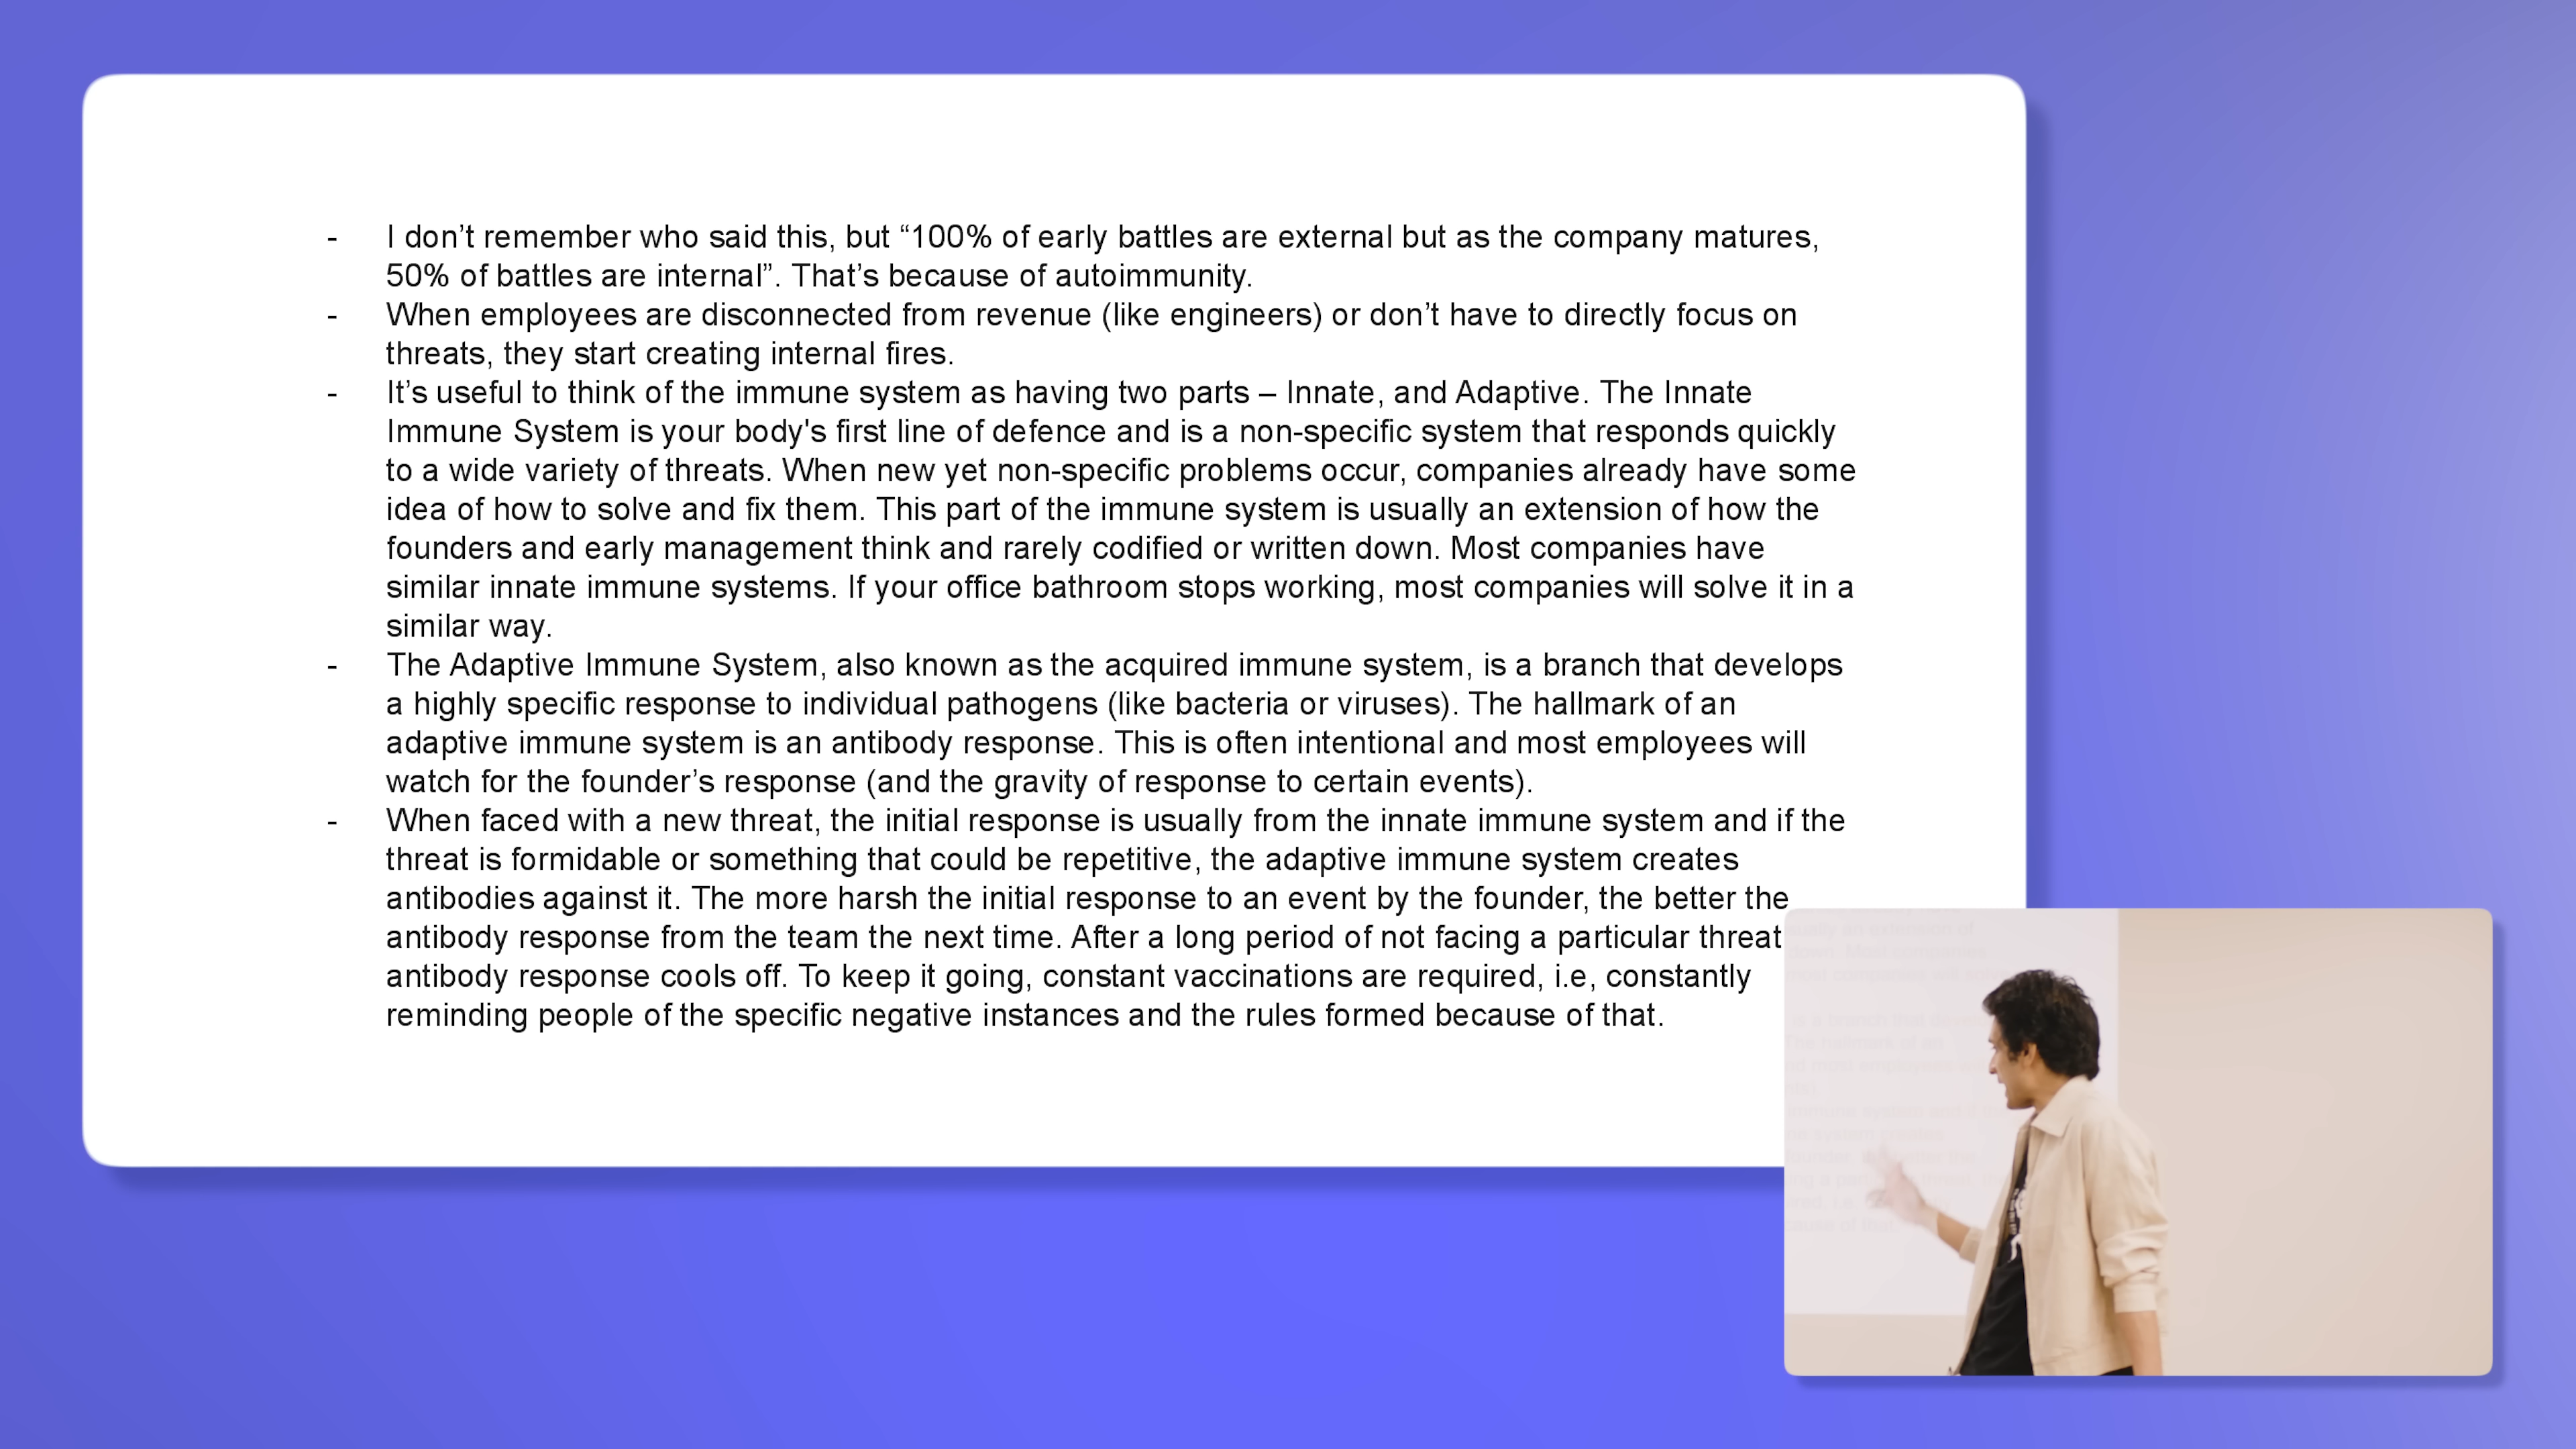 - I don’t remember who said this, but “100% of early battles are external but as the company matures,
50% of battles are internal”. That’s because of autoimmunity.
- When employees are disconnected from revenue (like engineers) or don’t have to directly focus on
threats, they start creating internal fires.
- It’s useful to think of the immune system as having two parts – Innate, and Adaptive. The Innate
Immune System is your body's first line of defence and is a non-specific system that responds quickly
to a wide variety of threats. When new yet non-specific problems occur, companies already have some
idea of how to solve and fix them. This part of the immune system is usually an extension of how the
founders and early management think and rarely codified or written down. Most companies have
similar innate immune systems. If your office bathroom stops working, most companies will solve it in a
similar way.
- The Adaptive Immune System, also known as the acquired immune system, is a branch that develops
a highly specific response to individual pathogens (like bacteria or viruses). The hallmark of an
adaptive immune system is an antibody response. This is often intentional and most employees will
watch for the founder’s response (and the gravity of response to certain events).
- When faced with a new threat, the initial response is usually from the innate immune system and if the
threat is formidable or something that could be repetitive, the adaptive immune system creates
antibodies against it. The more harsh the initial response to an event by the founder, the better the
antibody response from the team the next time. After a long period of not facing a particular threat
antibody response cools off. To keep it going, constant vaccinations are required, i.e, constantly
reminding people of the specific negative instances and the rules formed because of that.